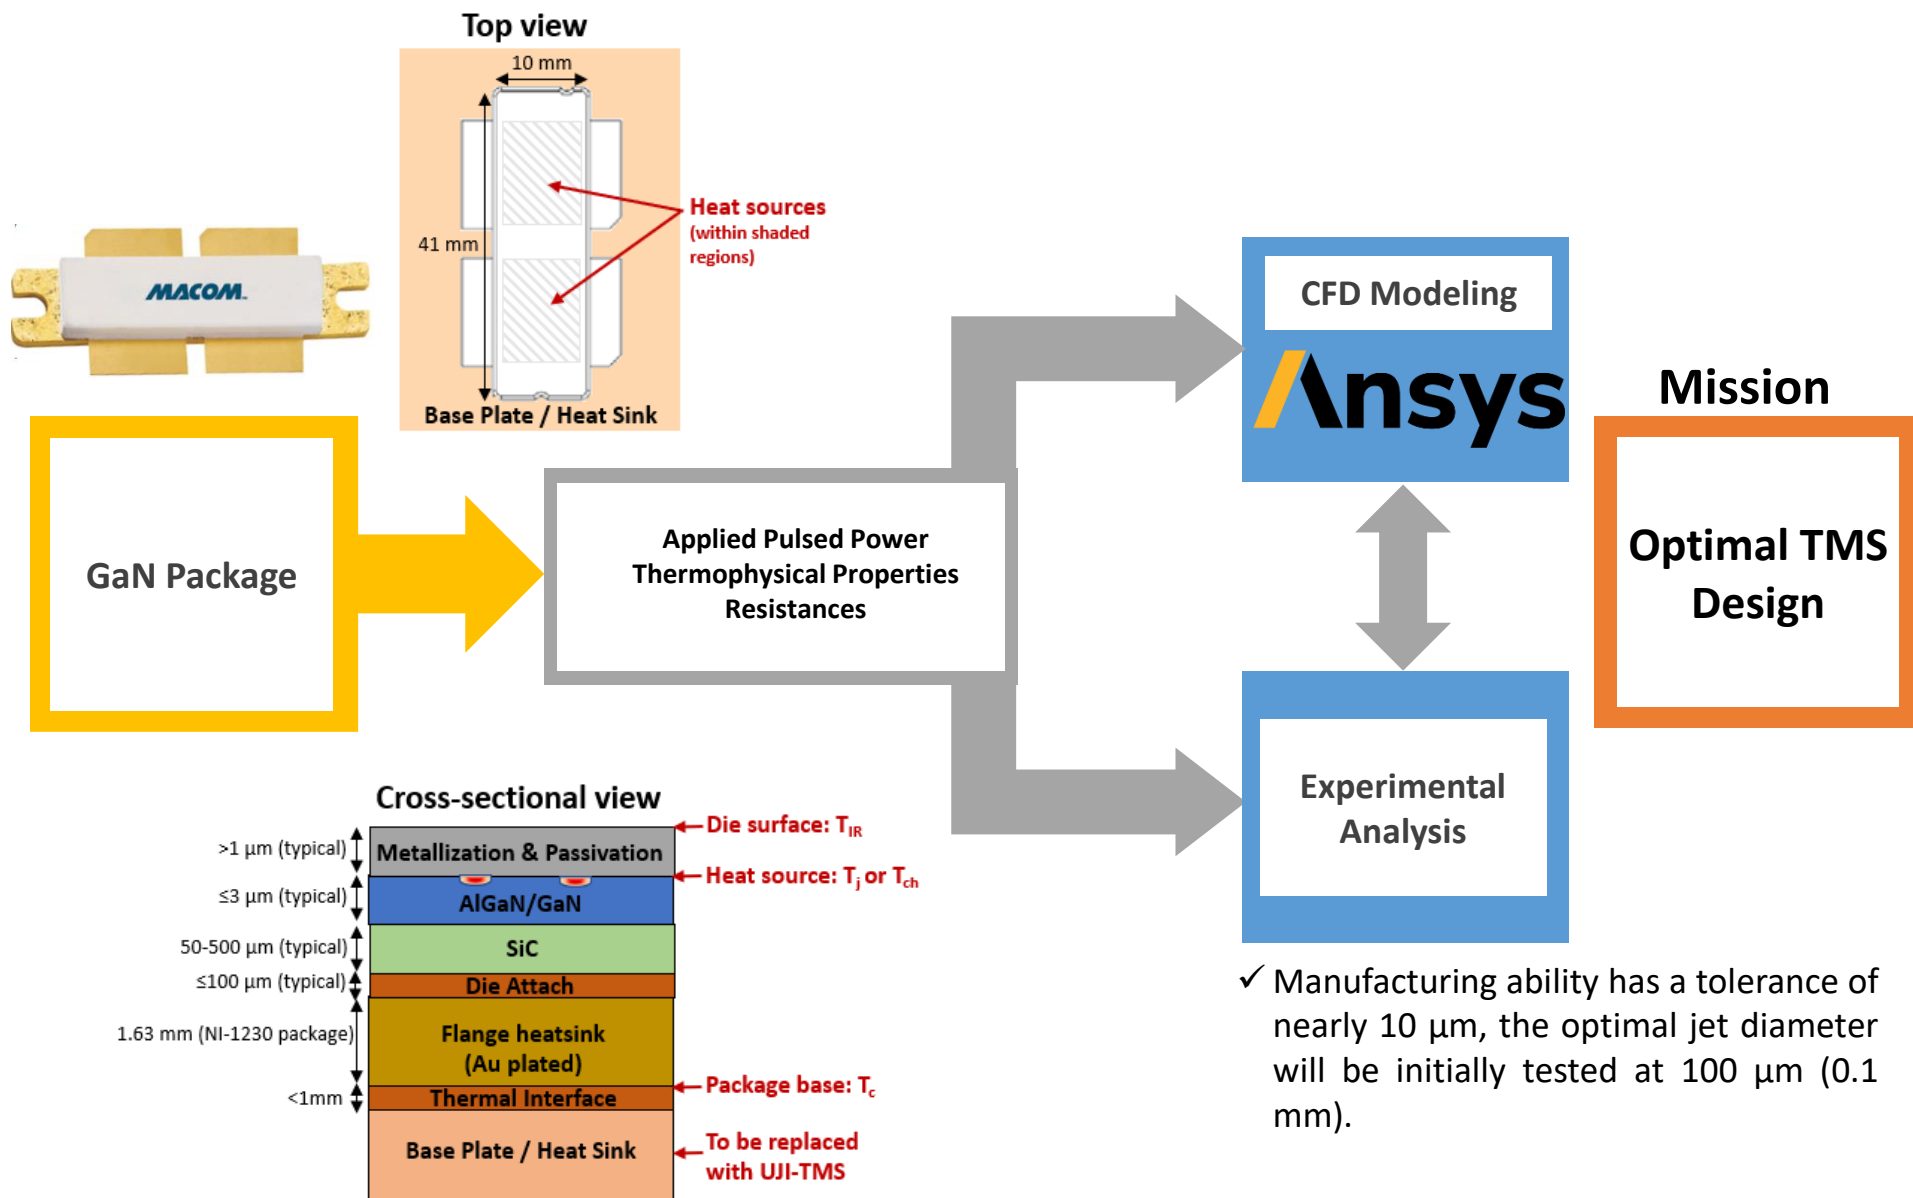 Top view
10 mm
41 mm
Heat sources
(within shaded
regions)
Base Plate / Heat Sink
MACOM
GaN Package
Applied Pulsed Power
Thermophysical Properties
Resistances
CFD Modeling
Ansys
Mission
Optimal TMS
Design
Experimental
Analysis
✓ Manufacturing ability has a tolerance of
nearly 10 µm, the optimal jet diameter
will be initially tested at 100 µm (0.1
mm).
Cross-sectional view
>1 µm (typical)
Metallization & Passivation
Die surface: T_IR
Heat source: T_j or T_ch
≤3 µm (typical)
AlGaN/GaN
50-500 µm (typical)
SiC
≤100 µm (typical)
Die Attach
1.63 mm (NI-1230 package)
Flange heatsink
(Au plated)
Package base: T_c
<1mm
Thermal Interface
Base Plate / Heat Sink
To be replaced
with UJI-TMS